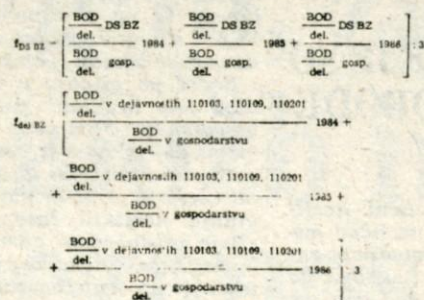 BOD DS BZ BOD DS BZ BOD DS BZ
del. del. del.
f DS BZ = [ 1984 + 1985 + 1986 ] : 3
BOD gosp. BOD gosp. BOD gosp.
del. del. del.
BOD v dejavnostih 110103, 110109, 110201
del.
f del BZ [ 1984 +
BOD v gospodarstvu
del.
BOD v dejavnostih 110103, 110109, 110201
del.
+ 1985 +
BOD v gospodarstvu
del.
BOD v dejavnostih 110103, 110109, 110201
del.
+ 1986 ] : 3
BOD v gospodarstvu
del.